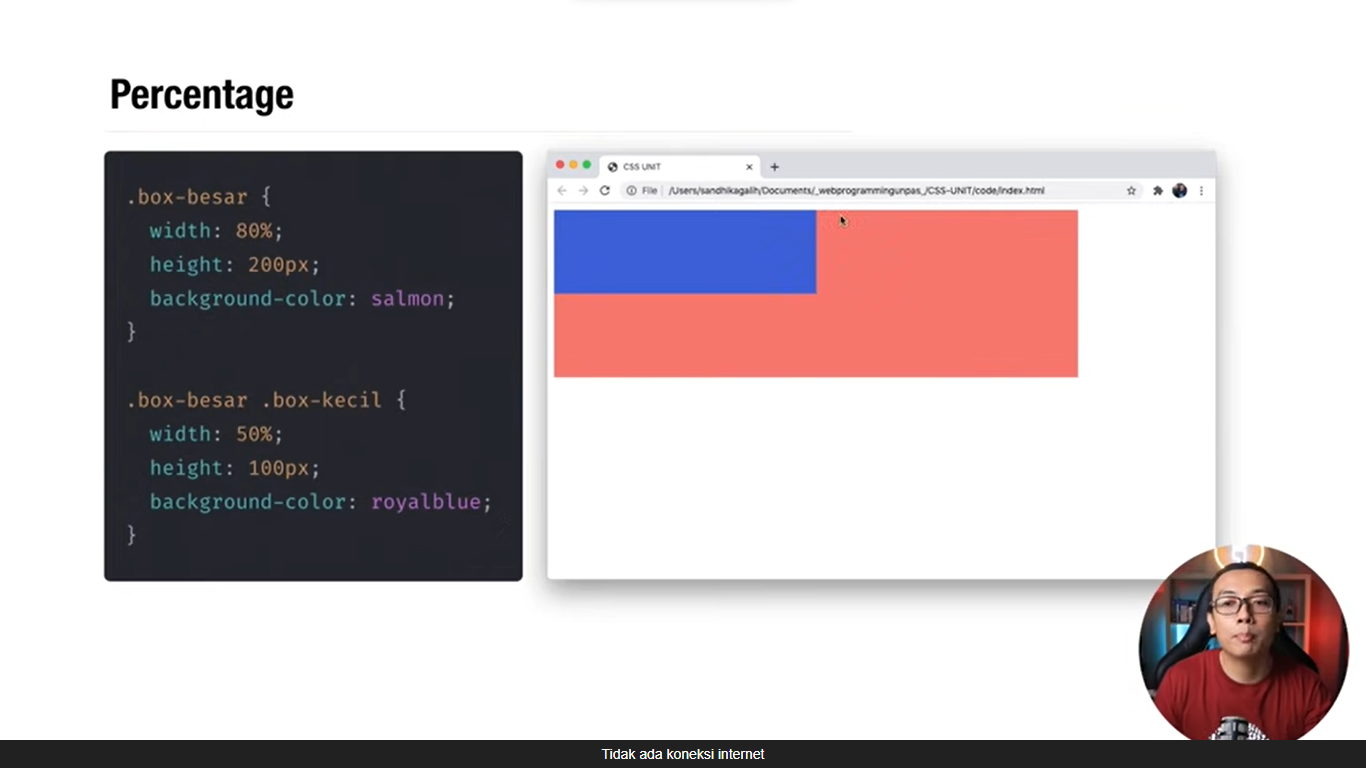 Percentage
.box-besar {
width: 80%;
height: 200px;
background-color: salmon;
}
.box-besar .box-kecil {
width: 50%;
height: 100px;
background-color: royalblue;
}
CSS UNIT
File | /Users/sandhikagalih/Documents/_webprogrammingunpas_/CSS-UNIT/code/index.html
Tidak ada koneksi internet